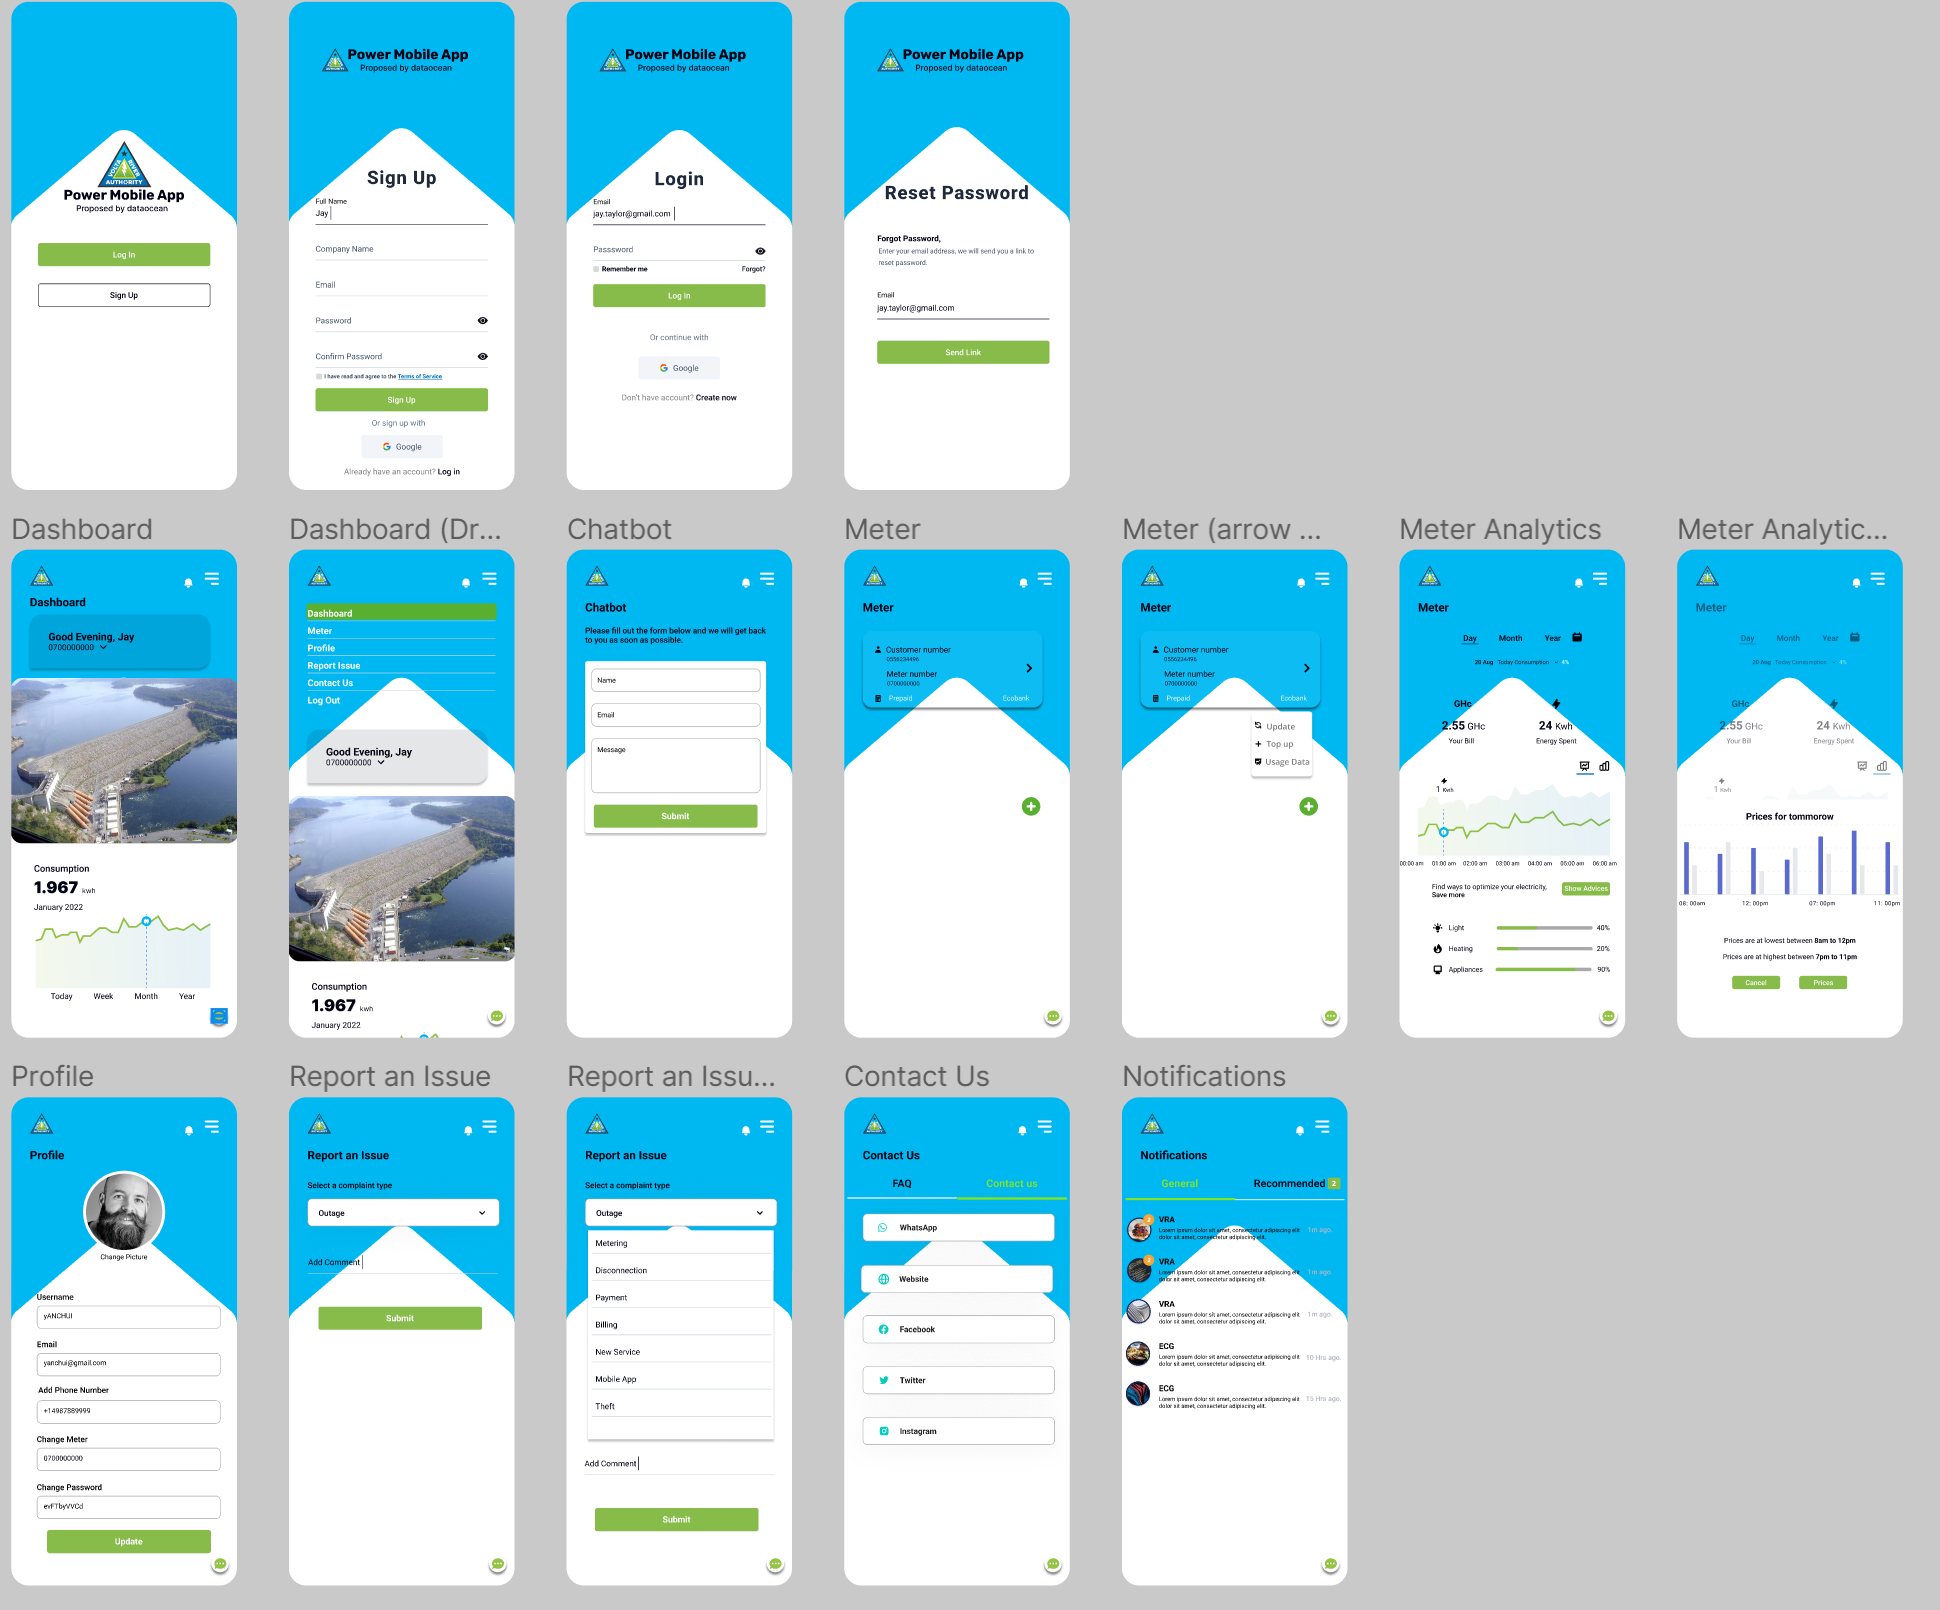 VOLTA RIVER
AUTHORITY
Power Mobile App
Proposed by dataocean
Log In
Sign Up
Power Mobile App
Proposed by dataocean
Sign Up
Full Name
Jay
Company Name
Email
Password
Confirm Password
I have read and agree to the Terms of Service
Sign Up
Or sign up with
Google
Already have an account? Log in
Power Mobile App
Proposed by dataocean
Login
Email
jay.taylor@gmail.com
Passsword
Remember me Forgot?
Log In
Or continue with
Google
Don't have account? Create now
Power Mobile App
Proposed by dataocean
Reset Password
Forgot Password,
Enter your email address, we will send you a link to
reset password.
Email
jay.taylor@gmail.com
Send Link
Dashboard
Dashboard
Good Evening, Jay
0700000000
Consumption
1.967 kwh
January 2022
Today Week Month Year
Dashboard (Dr...
Dashboard
Meter
Profile
Report Issue
Contact Us
Log Out
Good Evening, Jay
0700000000
Consumption
1.967 kwh
January 2022
Chatbot
Chatbot
Please fill out the form below and we will get back
to you as soon as possible.
Name
Email
Message
Submit
Meter
Meter
Customer number
0556234496
Meter number
0700000000
Prepaid Ecobank
Meter (arrow ...
Meter
Customer number
0556234496
Meter number
0700000000
Prepaid Ecobank
Update
Top up
Usage Data
Meter Analytics
Meter
Day Month Year
20 Aug Today Consumption - 4%
GHc
2.55 GHc 24 Kwh
Your Bill Energy Spent
1 Kwh
00:00 am 01:00 am 02:00 am 03:00 am 04:00 am 05:00 am 06:00 am
Find ways to optimize your electricity,
Save more
Show Advices
Light 40%
Heating 20%
Appliances 90%
Meter Analytic...
Meter
Day Month Year
20 Aug Today Consumption - 4%
GHc
2.55 GHc 24 Kwh
Your Bill Energy Spent
1 Kwh
Prices for tommorow
08:00am 12:00pm 07:00pm 11:00pm
Prices are at lowest between 8am to 12pm
Prices are at highest between 7pm to 11pm
Cancel Prices
Profile
Profile
Change Picture
Username
yANCHUI
Email
yanchui@gmail.com
Add Phone Number
+14987889999
Change Meter
0700000000
Change Password
evFTbyVVCd
Update
Report an Issue
Report an Issue
Select a complaint type
Outage
Add Comment
Submit
Report an Issu...
Report an Issue
Select a complaint type
Outage
Metering
Disconnection
Payment
Billing
New Service
Mobile App
Theft
Add Comment
Submit
Contact Us
Contact Us
FAQ Contact us
WhatsApp
Website
Facebook
Twitter
Instagram
Notifications
Notifications
General Recommended 2
VRA
Lorem ipsum dolor sit amet, consectetur adipiscing elit 1m ago.
dolor sit amet, consectetur adipiscing elit.
VRA
Lorem ipsum dolor sit amet, consectetur adipiscing elit 1m ago.
dolor sit amet, consectetur adipiscing elit.
VRA
Lorem ipsum dolor sit amet, consectetur adipiscing elit 1m ago.
dolor sit amet, consectetur adipiscing elit.
ECG
Lorem ipsum dolor sit amet, consectetur adipiscing elit 10 Hrs ago.
dolor sit amet, consectetur adipiscing elit.
ECG
Lorem ipsum dolor sit amet, consectetur adipiscing elit 15 Hrs ago.
dolor sit amet, consectetur adipiscing elit.